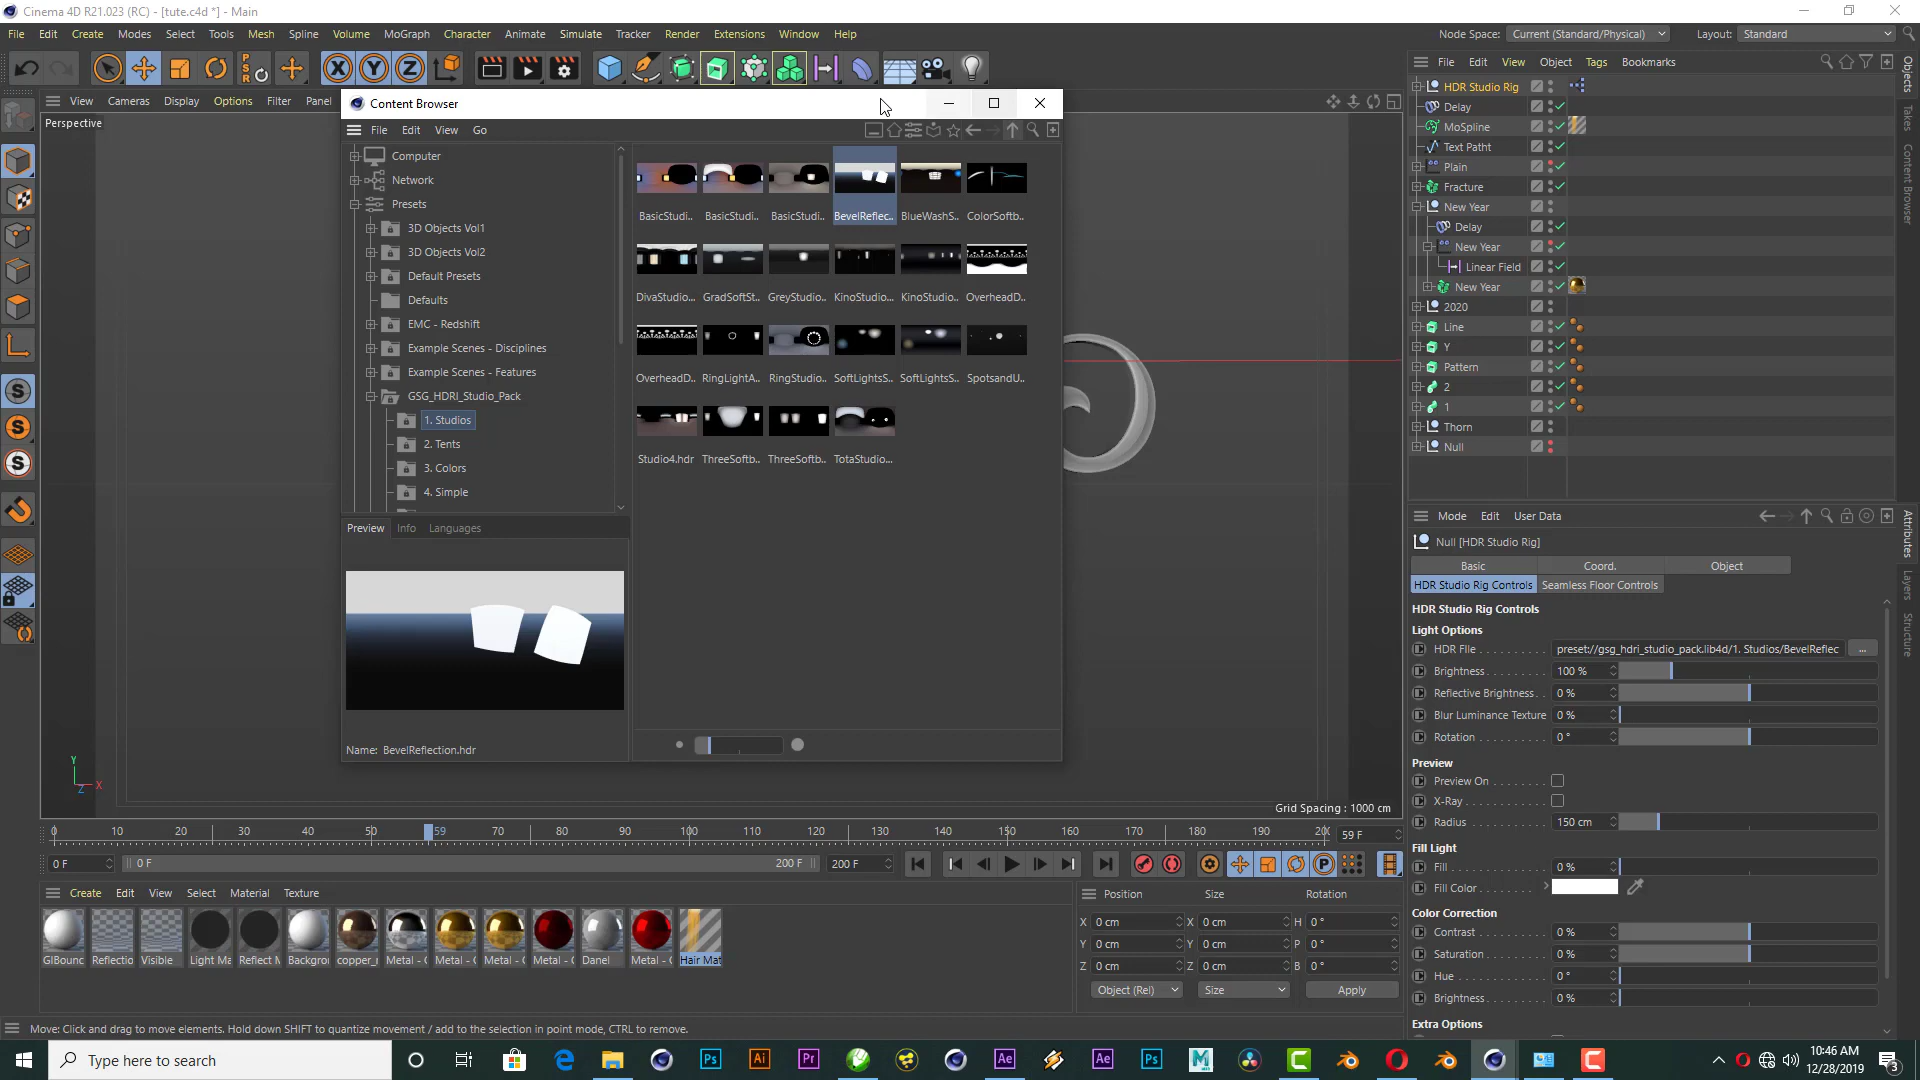 Cinema 4D R21.023 (RC) - [tute.c4d *] - Main
File Edit Create Modes Select Tools Mesh Spline Volume MoGraph Character Animate Simulate Tracker Render Extensions Window Help
Node Space: Current (Standard/Physical) Layout: Standard
View Cameras Display Options Filter Panel
Perspective
Content Browser
File Edit View Go
Computer
Network
Presets
3D Objects Vol1
3D Objects Vol2
Default Presets
Defaults
EMC - Redshift
Example Scenes - Disciplines
Example Scenes - Features
GSG_HDRI_Studio_Pack
1. Studios
2. Tents
3. Colors
4. Simple
BasicStudi.. BasicStudi.. BasicStudi.. BevelReflec.. BlueWashS.. ColorSoftb..
DivaStudio.. GradSoftSt.. GreyStudio.. KinoStudio.. KinoStudio.. OverheadD..
OverheadD.. RingLightA.. RingStudio.. SoftLightsS.. SoftLightsS.. SpotsandU..
Studio4.hdr ThreeSoftb.. ThreeSoftb.. TotaStudio..
Preview Info Languages
Name: BevelReflection.hdr
Y
X
Z
Grid Spacing : 1000 cm
File Edit View Object Tags Bookmarks
HDR Studio Rig
Delay
MoSpline
Text Patht
Plain
Fracture
New Year
Delay
New Year
Linear Field
New Year
2020
Line
Y
Pattern
2
1
Thorn
Null
Objects
Takes
Content Browser
Mode Edit User Data
Null [HDR Studio Rig]
Basic Coord. Object
HDR Studio Rig Controls Seamless Floor Controls
HDR Studio Rig Controls
Light Options
HDR FIle . . . . . . . . . . preset://gsg_hdri_studio_pack.lib4d/1. Studios/BevelReflec ...
Brightness . . . . . . . . 100 %
Reflective Brightness . . 0 %
Blur Luminance Texture 0 %
Rotation . . . . . . . . . . 0 °
Preview
Preview On . . . . . . . .
X-Ray . . . . . . . . . . .
Radius . . . . . . . . . . . 150 cm
Fill Light
Fill . . . . . . . . . . . . . 0 %
Fill Color . . . . . . . .
Color Correction
Contrast . . . . . . . . . 0 %
Saturation . . . . . . . . 0 %
Hue . . . . . . . . . . . . 0 °
Brightness . . . . . . . . 0 %
Extra Options
Attributes
Layers
Structure
0 10 20 30 40 50 59 70 80 90 100 110 120 130 140 150 160 170 180 190 20 59 F
0 F 0 F 200 F 200 F
Create Edit View Select Material Texture
GIBounc Reflectio Visible Light Ma Reflect M Backgro copper_ Metal - ( Metal - ( Metal - ( Metal - ( Danel Metal - ( Hair Mat
Position Size Rotation
X 0 cm X 0 cm H 0 °
Y 0 cm Y 0 cm P 0 °
Z 0 cm Z 0 cm B 0 °
Object (Rel) Size Apply
Move: Click and drag to move elements. Hold down SHIFT to quantize movement / add to the selection in point mode, CTRL to remove.
Type here to search
10:46 AM
12/28/2019
3